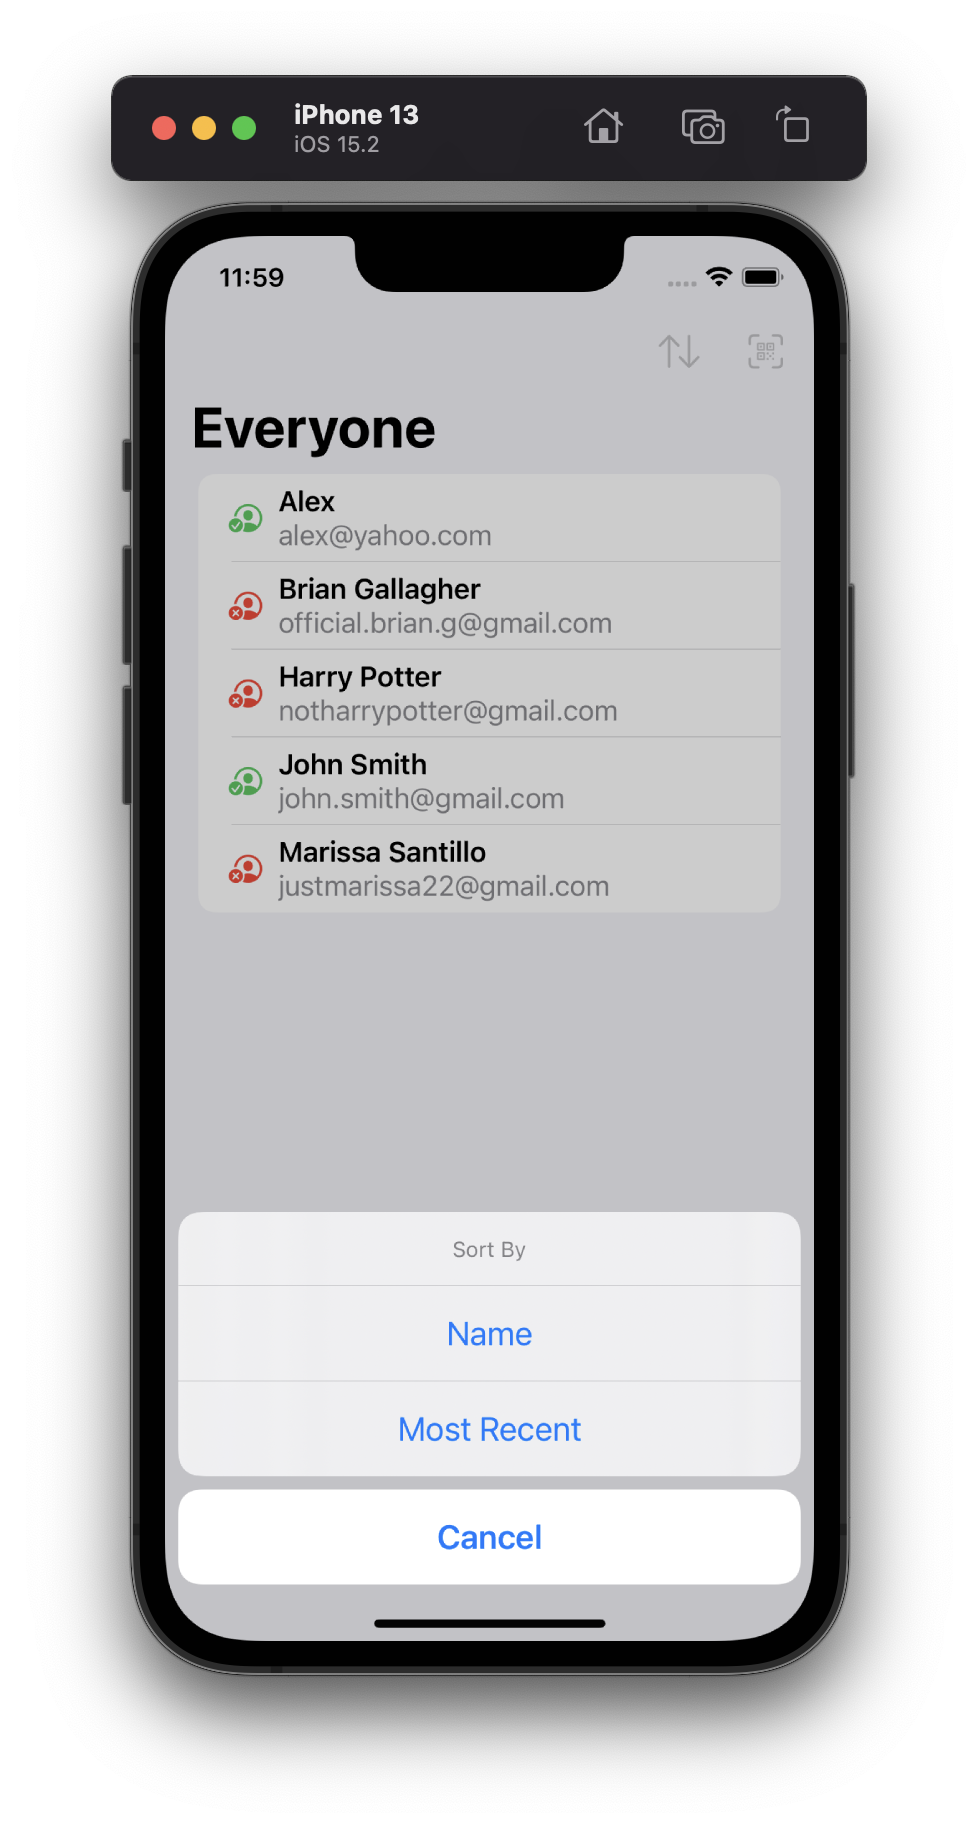 iPhone 13
iOS 15.2
11:59
Everyone
Alex
alex@yahoo.com
Brian Gallagher
official.brian.g@gmail.com
Harry Potter
notharrypotter@gmail.com
John Smith
john.smith@gmail.com
Marissa Santillo
justmarissa22@gmail.com
Sort By
Name
Most Recent
Cancel